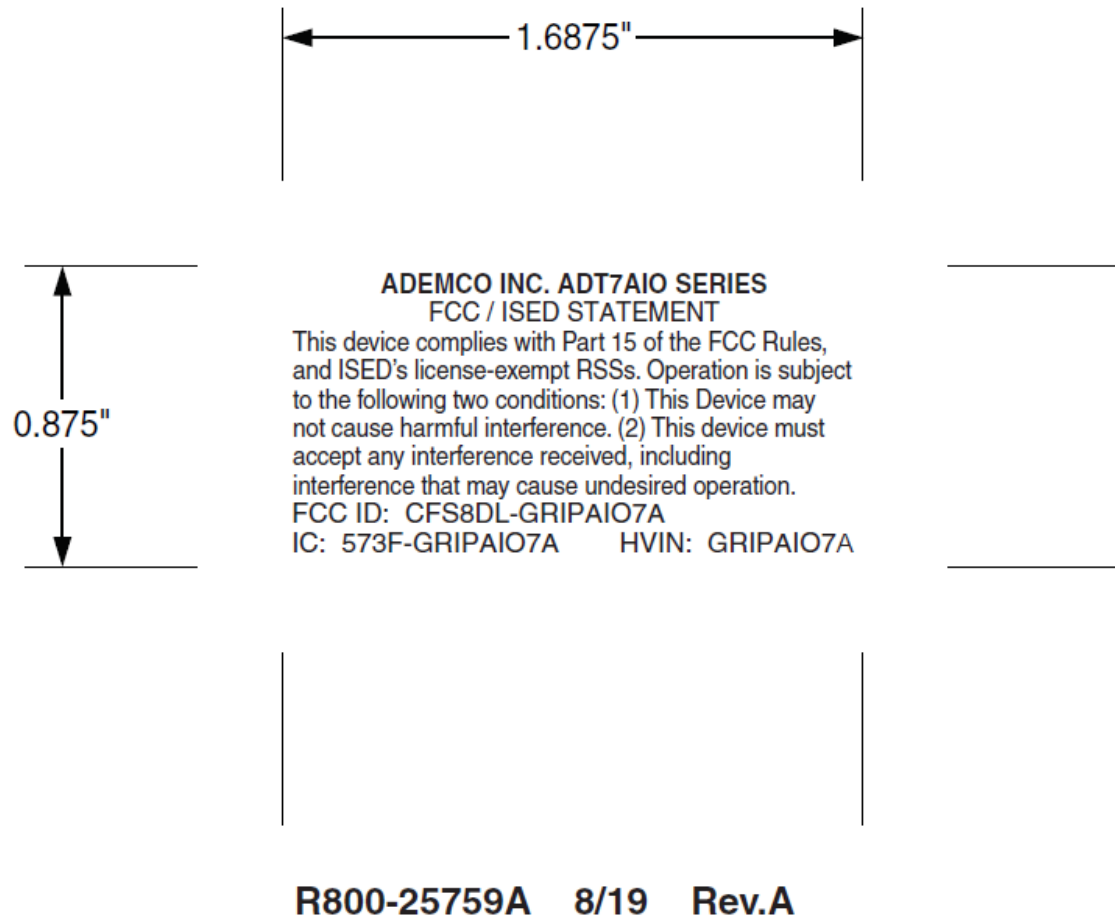 1.6875"
ADEMCO INC. ADT7AIO SERIES
FCC / ISED STATEMENT
This device complies with Part 15 of the FCC Rules,
and ISED’s license-exempt RSSs. Operation is subject
to the following two conditions: (1) This Device may
0.875"
not cause harmful interference. (2) This device must
accept any interference received, including
interference that may cause undesired operation.
FCC ID: CFS8DL-GRIPAIO7A
IC: 573F-GRIPAIO7A HVIN: GRIPAIO7A
R800-25759A 8/19 Rev.A